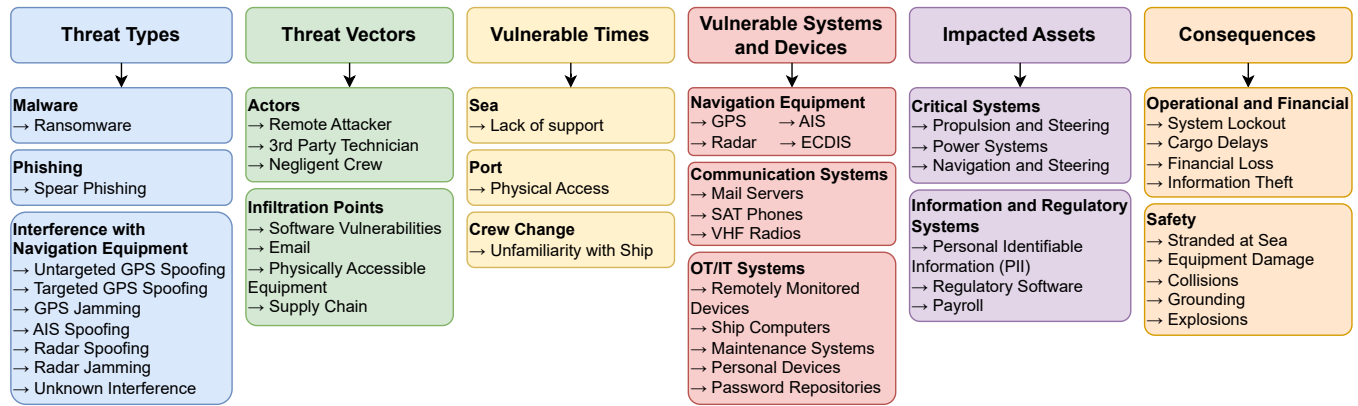 Threat Types
Malware
→ Ransomware
Phishing
→ Spear Phishing
Interference with
Navigation Equipment
→ Untargeted GPS Spoofing
→ Targeted GPS Spoofing
→ GPS Jamming
→ AIS Spoofing
→ Radar Spoofing
→ Radar Jamming
→ Unknown Interference
Threat Vectors
Actors
→ Remote Attacker
→ 3rd Party Technician
→ Negligent Crew
Infiltration Points
→ Software Vulnerabilities
→ Email
→ Physically Accessible
Equipment
→ Supply Chain
Vulnerable Times
Sea
→ Lack of support
Port
→ Physical Access
Crew Change
→ Unfamiliarity with Ship
Vulnerable Systems
and Devices
Navigation Equipment
→ GPS → AIS
→ Radar → ECDIS
Communication Systems
→ Mail Servers
→ SAT Phones
→ VHF Radios
OT/IT Systems
→ Remotely Monitored
Devices
→ Ship Computers
→ Maintenance Systems
→ Personal Devices
→ Password Repositories
Impacted Assets
Critical Systems
→ Propulsion and Steering
→ Power Systems
→ Navigation and Steering
Information and Regulatory
Systems
→ Personal Identifiable
Information (PII)
→ Regulatory Software
→ Payroll
Consequences
Operational and Financial
→ System Lockout
→ Cargo Delays
→ Financial Loss
→ Information Theft
Safety
→ Stranded at Sea
→ Equipment Damage
→ Collisions
→ Grounding
→ Explosions